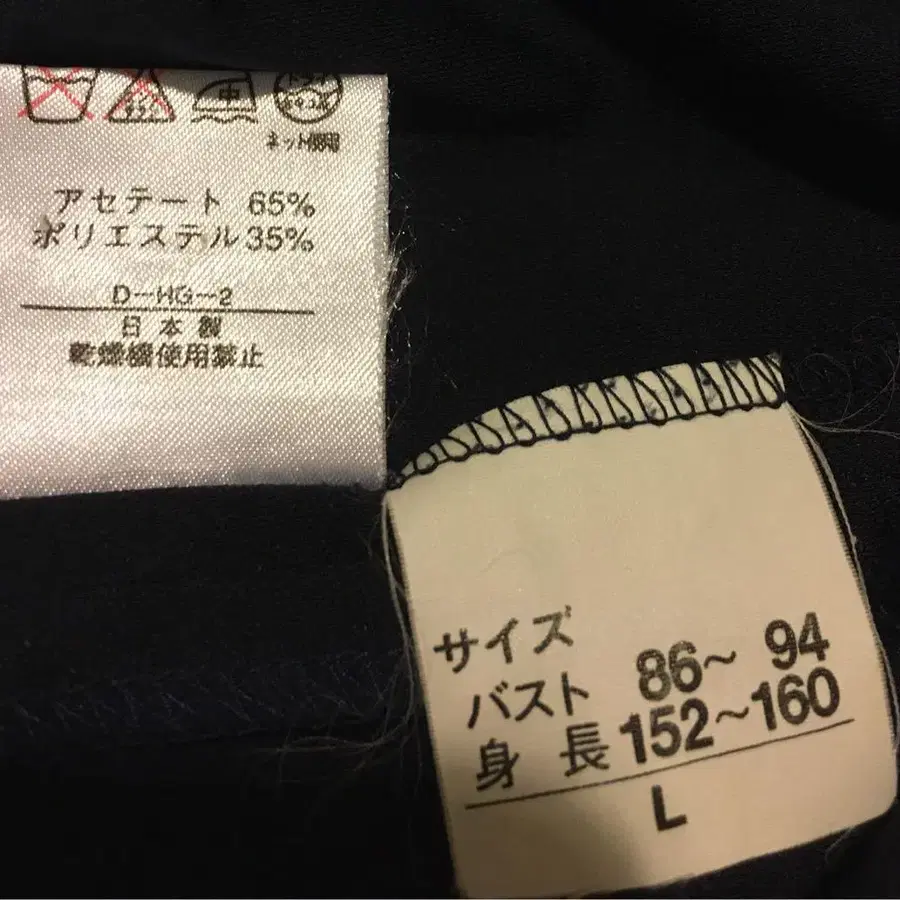 中
ネット使用
アセテート 65%
ポリエステル 35%
D-HG-2
日本製
乾燥機使用禁止
サイズ
バスト 86~94
身長 152~160
L